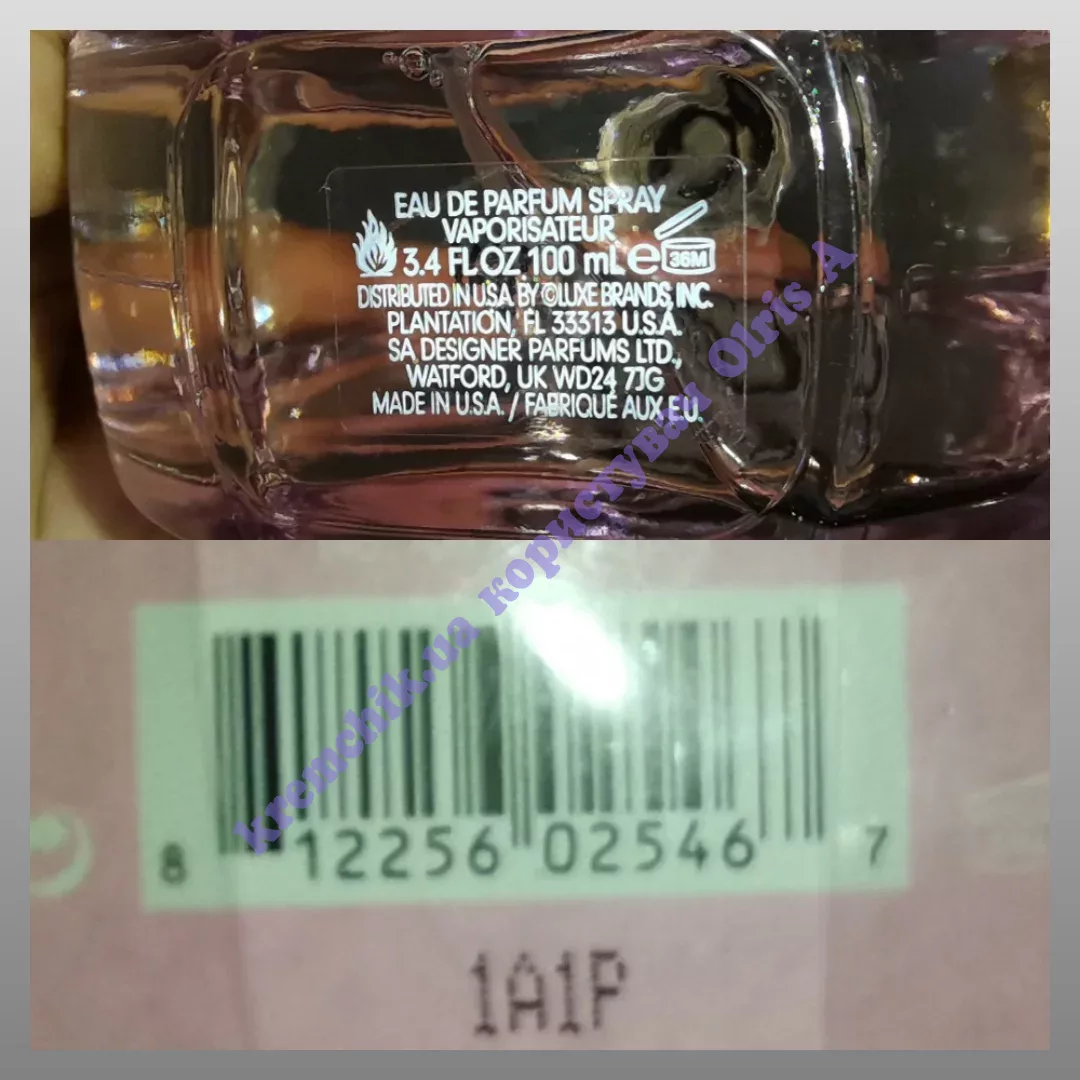 EAU DE PARFUM SPRAY
VAPORISATEUR
3.4 FL OZ 100 mL e 36M
DISTRIBUTED IN U.S.A. BY ©LUXE BRANDS, INC.
PLANTATION, FL 33313 U.S.A.
SA DESIGNER PARFUMS LTD.,
WATFORD, UK WD24 7JG
MADE IN U.S.A. / FABRIQUÉ AUX E.U.
kremchik.ua користувач Olris A
8 12256 02546 7
1A1P